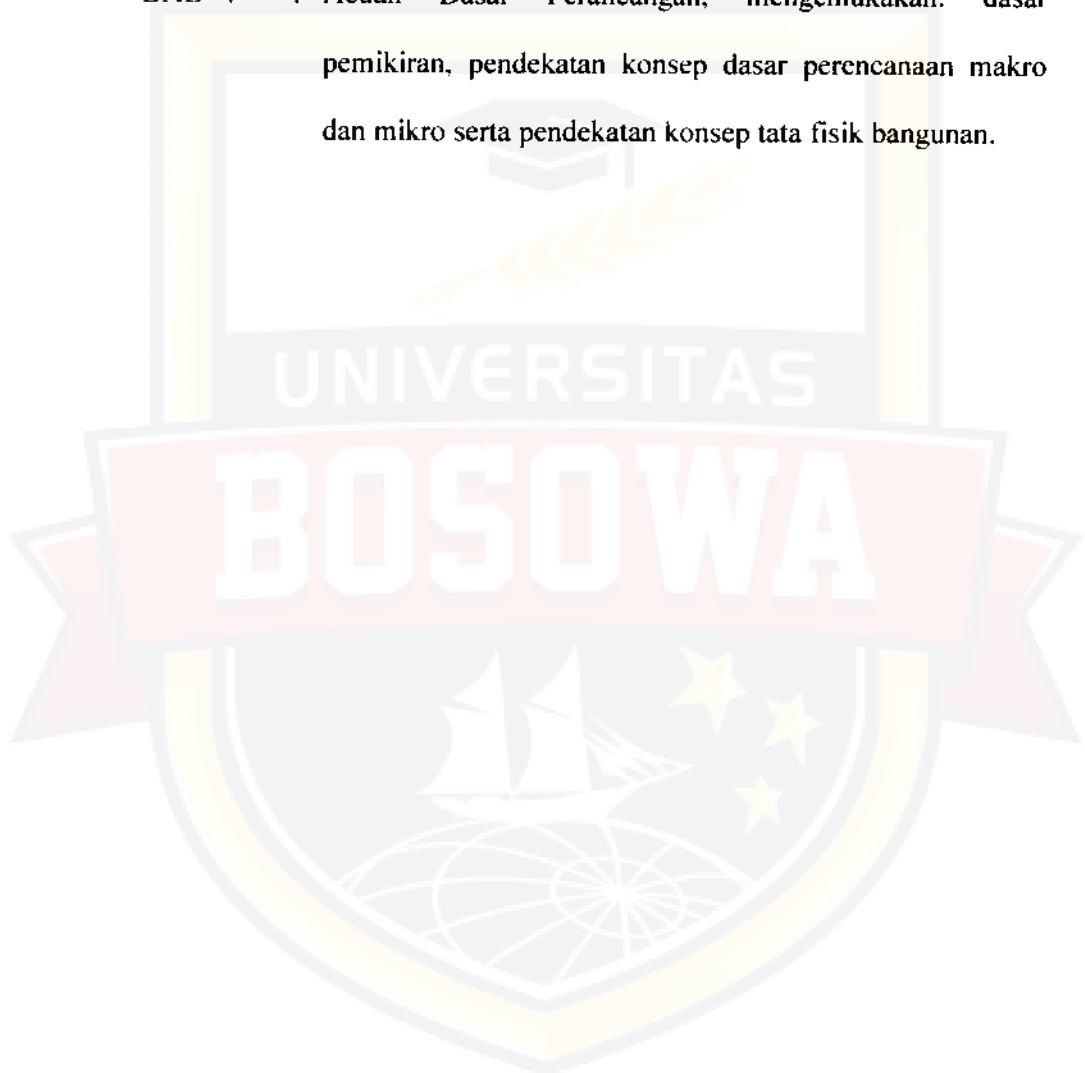 Dasar Perancangan, mengemukakan: dasar
pemikiran, pendekatan konsep dasar perencanaan makro
dan mikro serta pendekatan konsep tata fisik bangunan.
UNIVERSITAS
BOSOWA